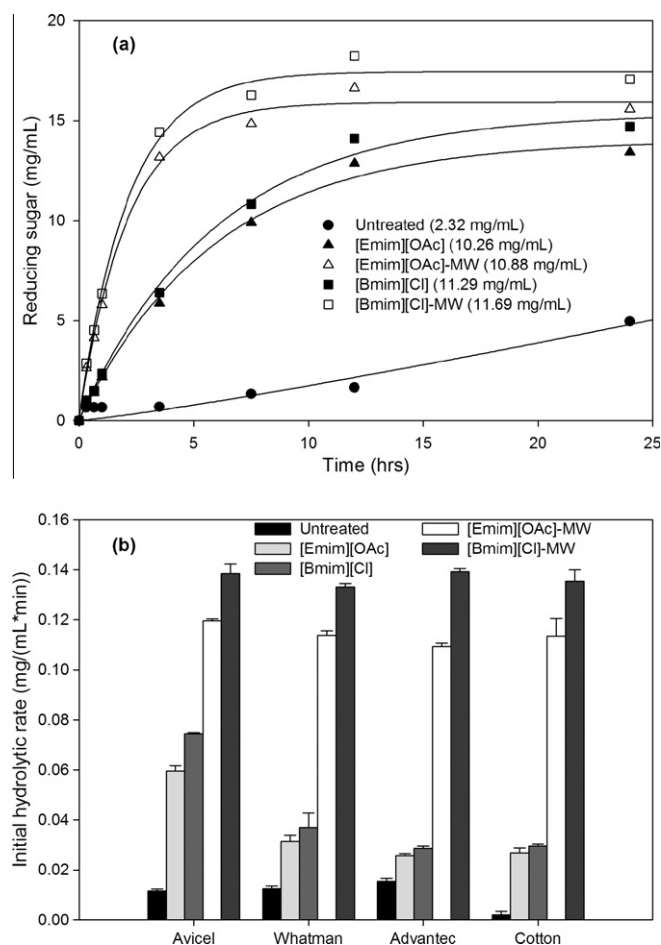 (a)
20
15
10
5
0
Reducing sugar (mg/mL)
Untreated (2.32 mg/mL)
[Emim][OAc] (10.26 mg/mL)
[Emim][OAc]-MW (10.88 mg/mL)
[Bmim][Cl] (11.29 mg/mL)
[Bmim][Cl]-MW (11.69 mg/mL)
0 5 10 15 20 25
Time (hrs)
(b)
Untreated
[Emim][OAc]
[Bmim][Cl]
[Emim][OAc]-MW
[Bmim][Cl]-MW
0.16
0.14
0.12
0.10
0.08
0.06
0.04
0.02
0.00
Initial hydrolytic rate (mg/(mL*min))
Avicel Whatman Advantec Cotton